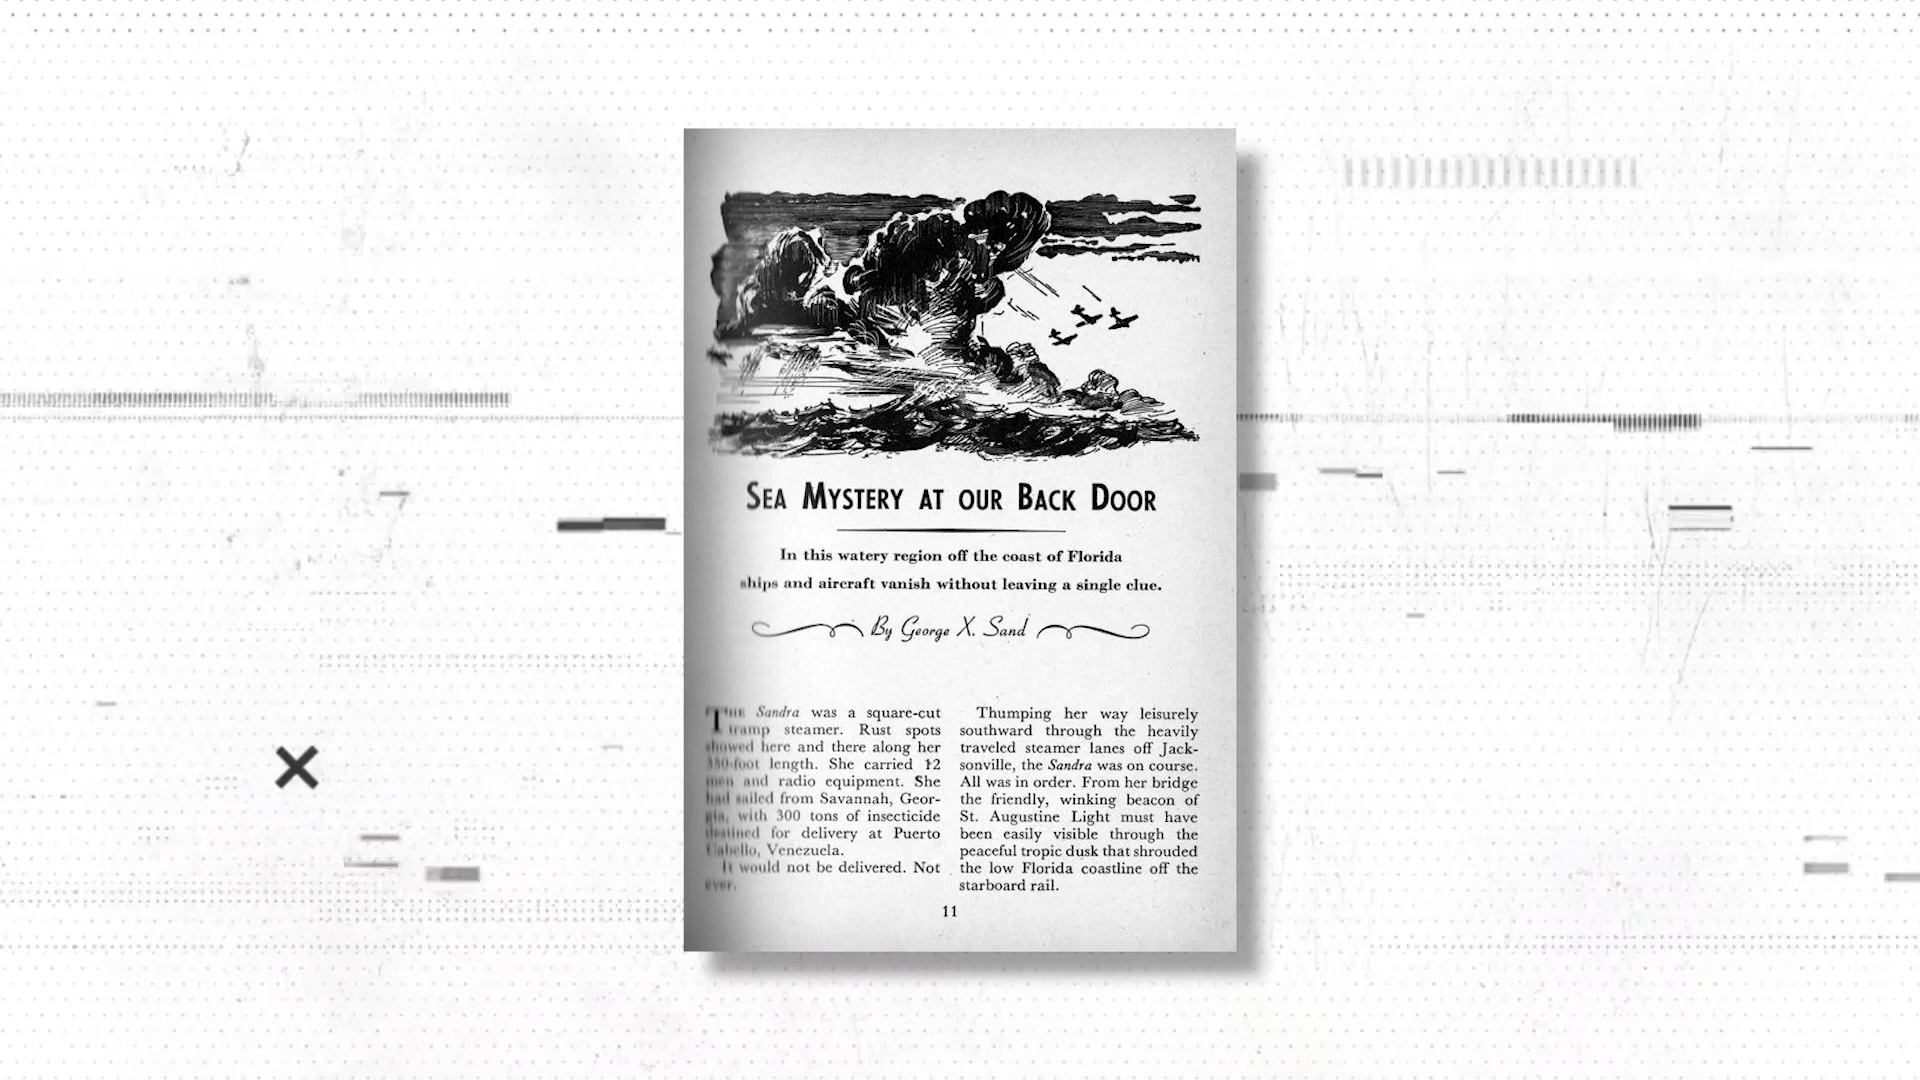 SEA MYSTERY AT OUR BACK DOOR
In this watery region off the coast of Florida
ships and aircraft vanish without leaving a single clue.
By George X. Sand
THE Sandra was a square-cut
tramp steamer. Rust spots
showed here and there along her
350-foot length. She carried 12
men and radio equipment. She
had sailed from Savannah, Geor-
gia, with 300 tons of insecticide
destined for delivery at Puerto
Cabello, Venezuela.
It would not be delivered. Not
ever.
Thumping her way leisurely
southward through the heavily
traveled steamer lanes off Jack-
sonville, the Sandra was on course.
All was in order. From her bridge
the friendly, winking beacon of
St. Augustine Light must have
been easily visible through the
peaceful tropic dusk that shrouded
the low Florida coastline off the
starboard rail.
11